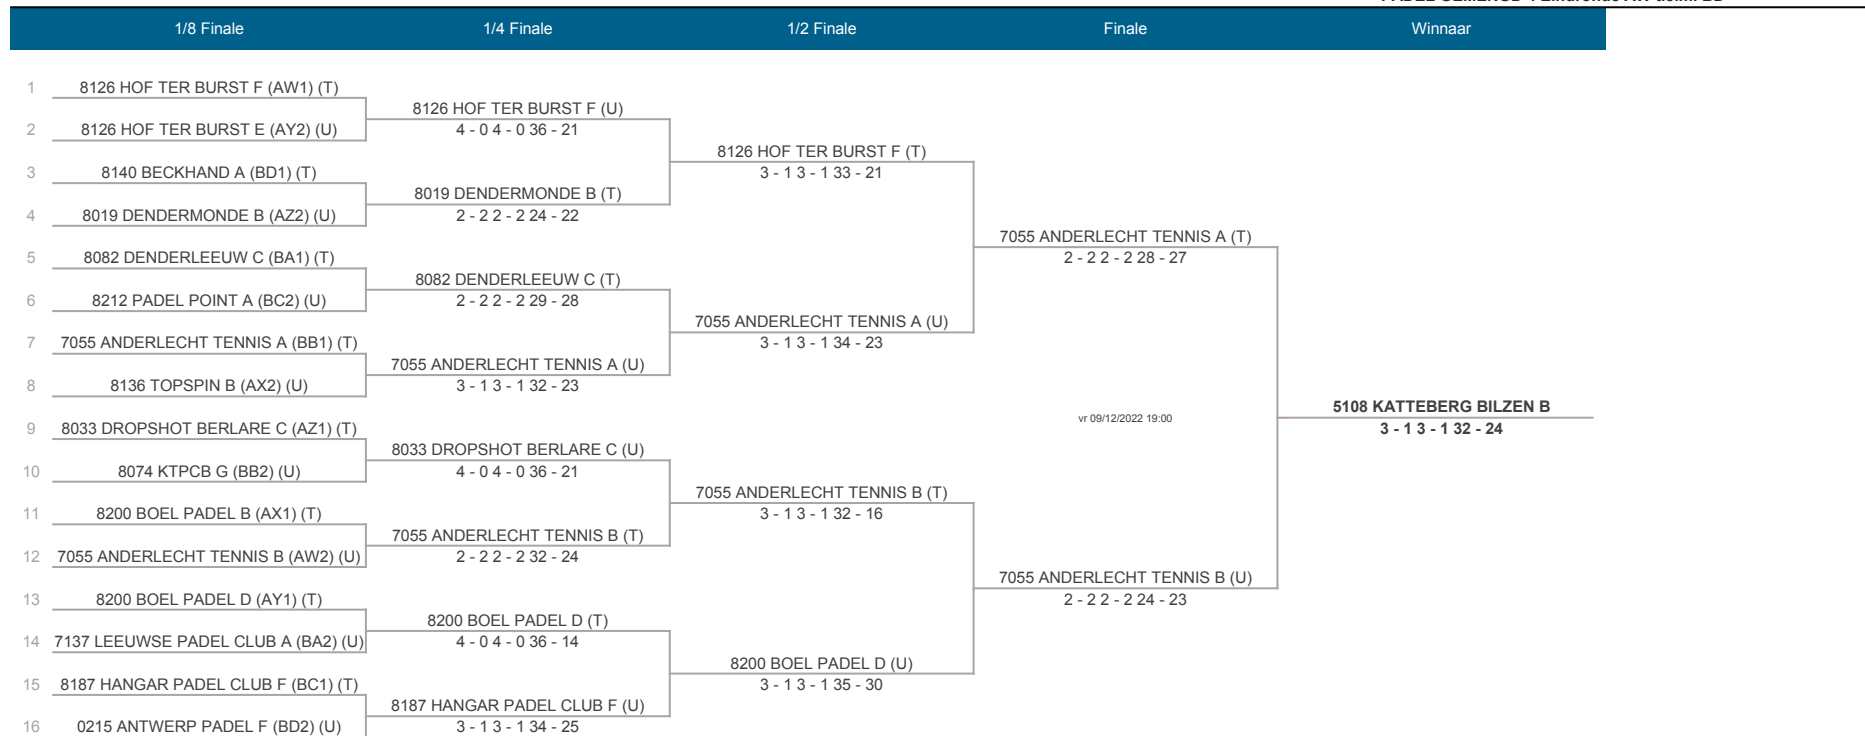 1/8 Finale 1/4 Finale 1/2 Finale Finale Winnaar
1 8126 HOF TER BURST F (AW1) (T)
8126 HOF TER BURST F (U)
2 8126 HOF TER BURST E (AY2) (U)
4 - 0 4 - 0 36 - 21
8126 HOF TER BURST F (T)
3 8140 BECKHAND A (BD1) (T)
3 - 1 3 - 1 33 - 21
8019 DENDERMONDE B (T)
4 8019 DENDERMONDE B (AZ2) (U)
2 - 2 2 - 2 24 - 22
7055 ANDERLECHT TENNIS A (T)
5 8082 DENDERLEEUW C (BA1) (T)
2 - 2 2 - 2 28 - 27
8082 DENDERLEEUW C (T)
6 8212 PADEL POINT A (BC2) (U)
2 - 2 2 - 2 29 - 28
7055 ANDERLECHT TENNIS A (U)
7 7055 ANDERLECHT TENNIS A (BB1) (T)
3 - 1 3 - 1 34 - 23
7055 ANDERLECHT TENNIS A (U)
8 8136 TOPSPIN B (AX2) (U)
3 - 1 3 - 1 32 - 23
5108 KATTEBERG BILZEN B
vr 09/12/2022 19:00
9 8033 DROPSHOT BERLARE C (AZ1) (T)
3 - 1 3 - 1 32 - 24
8033 DROPSHOT BERLARE C (U)
10 8074 KTPCB G (BB2) (U)
4 - 0 4 - 0 36 - 21
7055 ANDERLECHT TENNIS B (T)
11 8200 BOEL PADEL B (AX1) (T)
3 - 1 3 - 1 32 - 16
7055 ANDERLECHT TENNIS B (T)
12 7055 ANDERLECHT TENNIS B (AW2) (U)
2 - 2 2 - 2 32 - 24
7055 ANDERLECHT TENNIS B (U)
13 8200 BOEL PADEL D (AY1) (T)
2 - 2 2 - 2 24 - 23
8200 BOEL PADEL D (T)
14 7137 LEEUWSE PADEL CLUB A (BA2) (U)
4 - 0 4 - 0 36 - 14
8200 BOEL PADEL D (U)
15 8187 HANGAR PADEL CLUB F (BC1) (T)
3 - 1 3 - 1 35 - 30
8187 HANGAR PADEL CLUB F (U)
16 0215 ANTWERP PADEL F (BD2) (U)
3 - 1 3 - 1 34 - 25